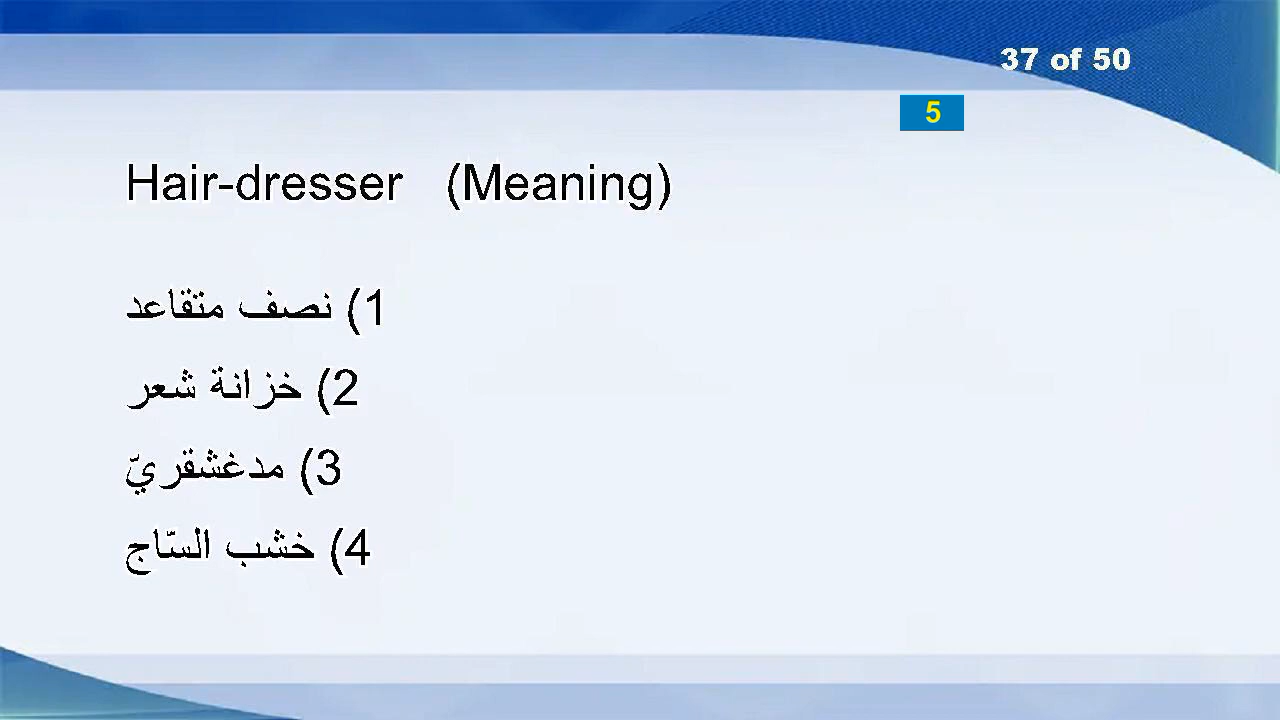 37 of 50
5
Hair-dresser (Meaning)
1) نصف متقاعد
2) خزانة شعر
3) مدغشقريّ
4) خشب السّاج